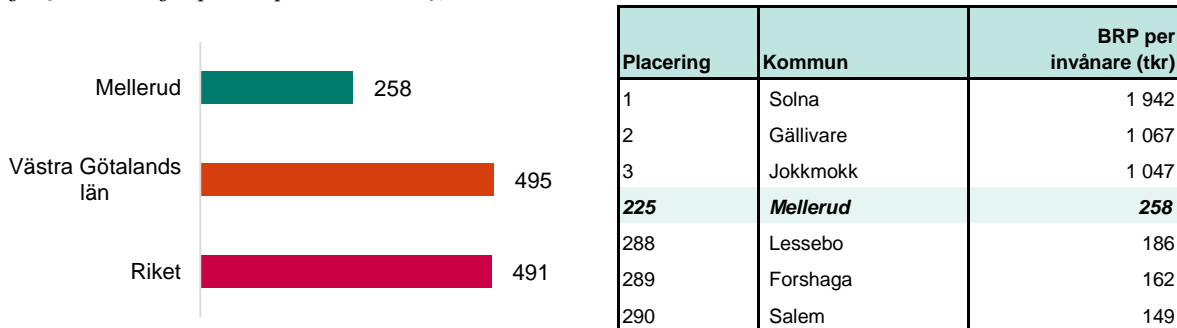 Mellerud
258
Västra Götalands
län
495
Riket
491
Placering Kommun BRP per
invånare (tkr)
1 Solna 1 942
2 Gällivare 1 067
3 Jokkmokk 1 047
225 Mellerud 258
288 Lessebo 186
289 Forshaga 162
290 Salem 149